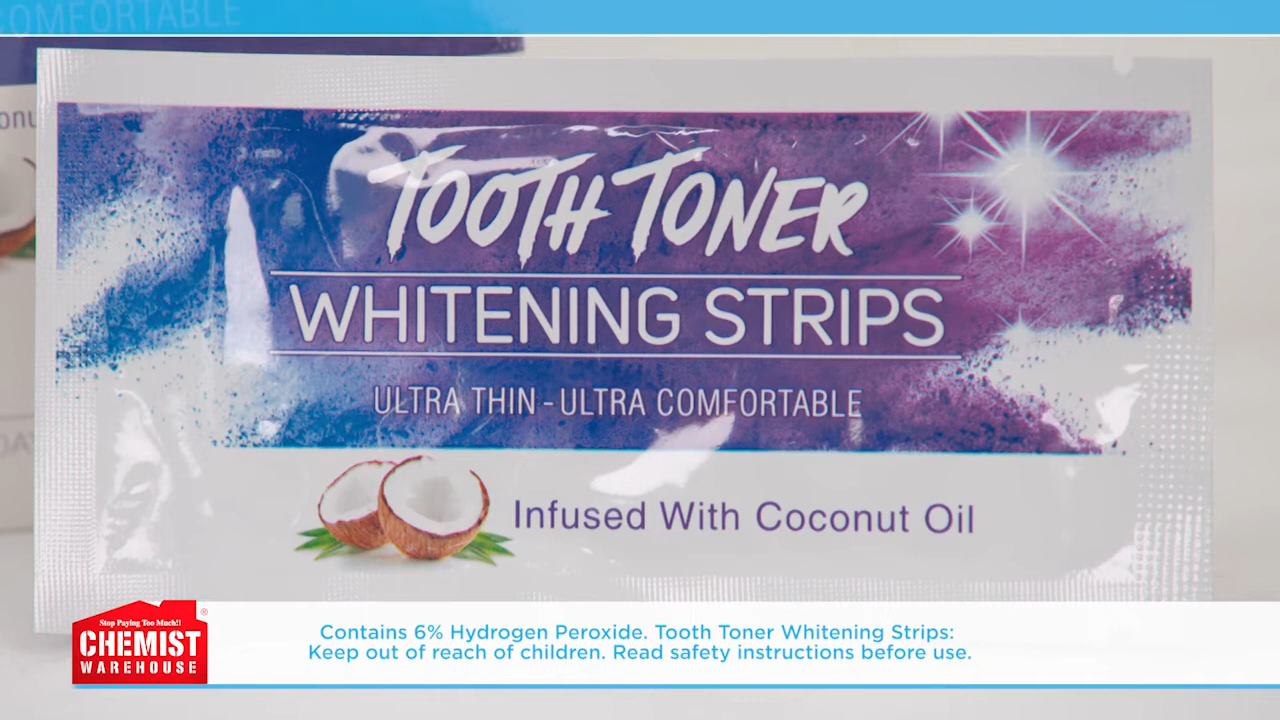 COMFORTABLE
TOOTH TONER
WHITENING STRIPS
ULTRA THIN - ULTRA COMFORTABLE
Infused With Coconut Oil
Stop Paying Too Much!!
CHEMIST
WAREHOUSE
®
Contains 6% Hydrogen Peroxide. Tooth Toner Whitening Strips:
Keep out of reach of children. Read safety instructions before use.